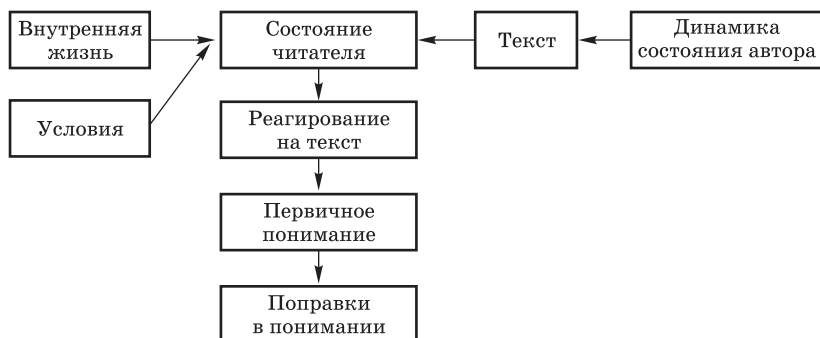 Внутренняя
жизнь
Состояние
читателя
Текст
Динамика
состояния автора
Условия
Реагирование
на текст
Первичное
понимание
Поправки
в понимании